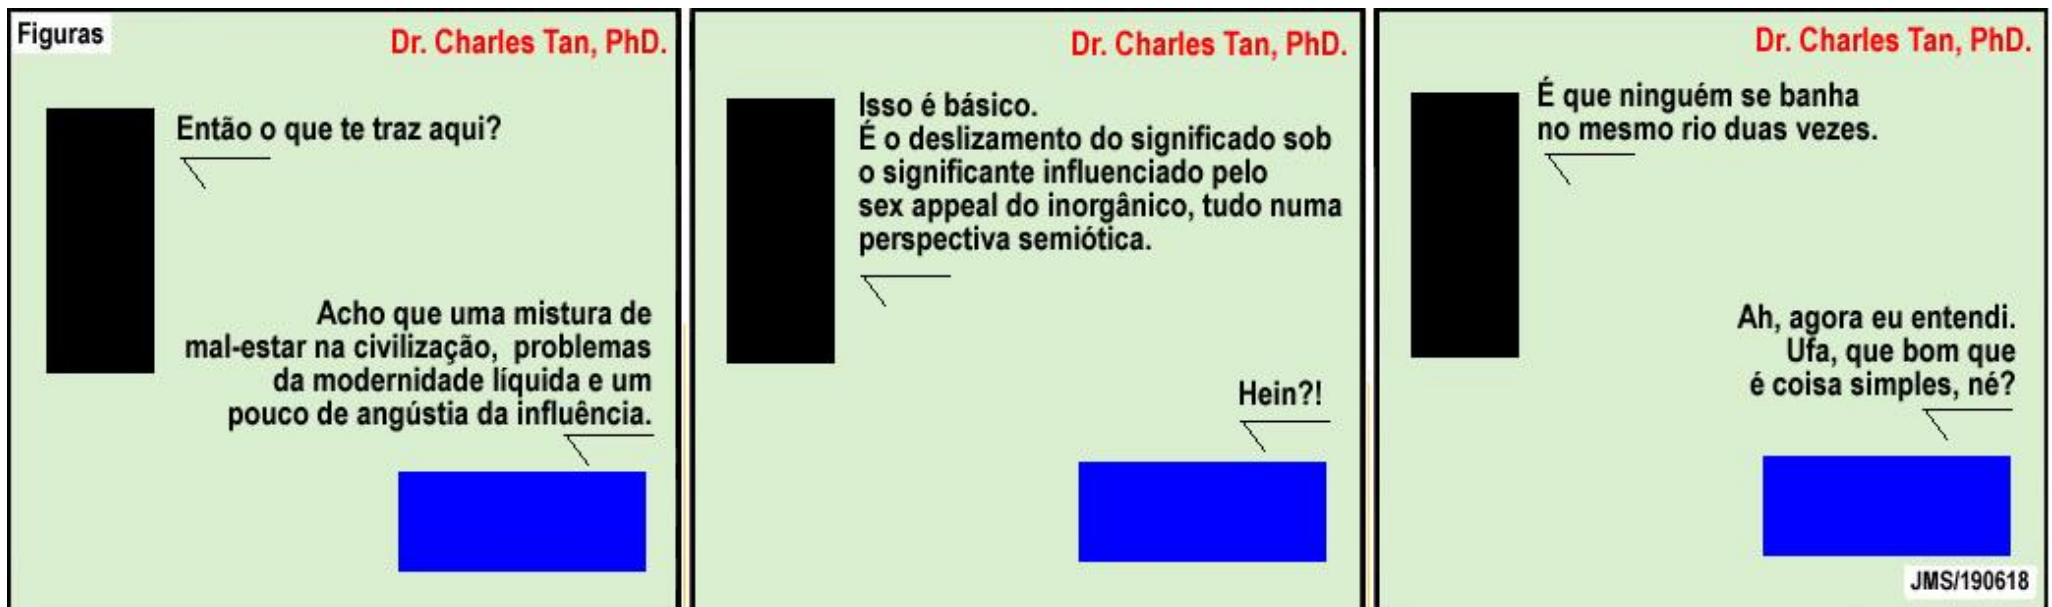 Figuras
Dr. Charles Tan, PhD.
Então o que te traz aqui?
Acho que uma mistura de
mal-estar na civilização, problemas
da modernidade líquida e um
pouco de angústia da influência.
Dr. Charles Tan, PhD.
Isso é básico.
É o deslizamento do significado sob
o significante influenciado pelo
sex appeal do inorgânico, tudo numa
perspectiva semiótica.
Hein?!
Dr. Charles Tan, PhD.
É que ninguém se banha
no mesmo rio duas vezes.
Ah, agora eu entendi.
Ufa, que bom que
é coisa simples, né?
JMS/190618